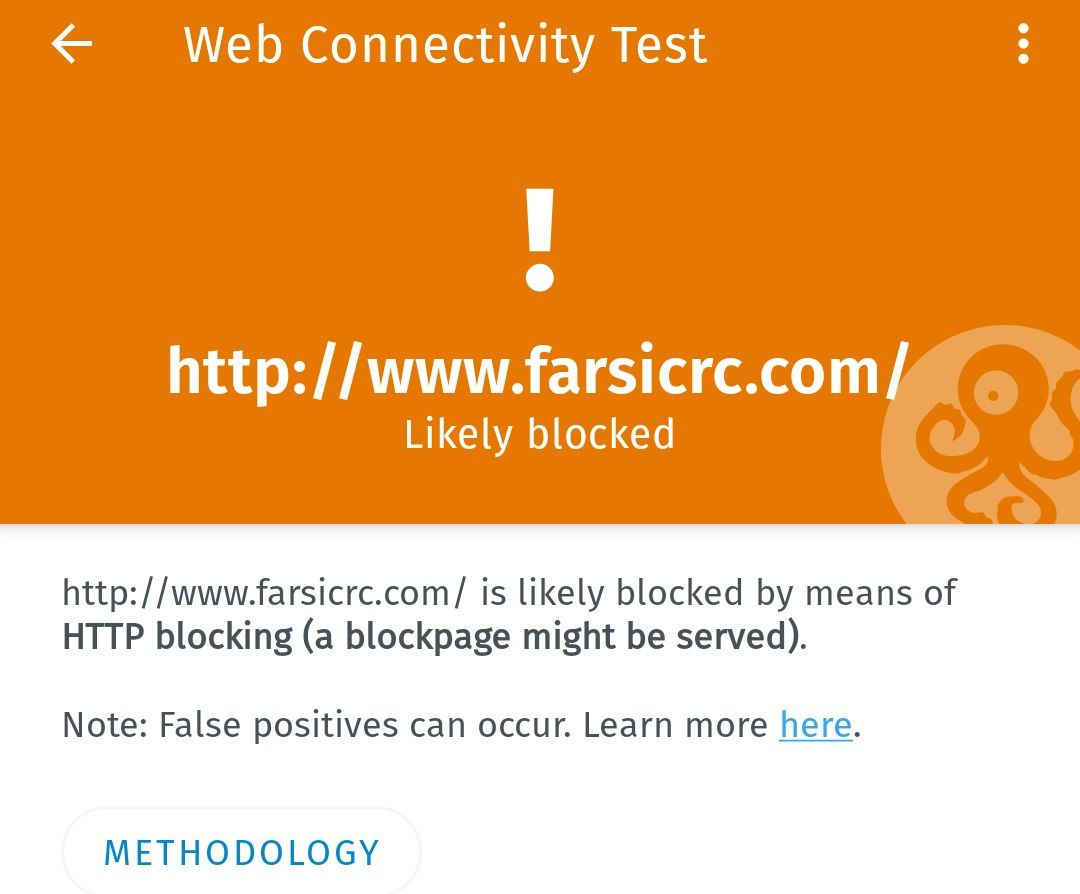 Web Connectivity Test
!
http://www.farsicrc.com/
Likely blocked
http://www.farsicrc.com/ is likely blocked by means of
HTTP blocking (a blockpage might be served).
Note: False positives can occur. Learn more here.
METHODOLOGY